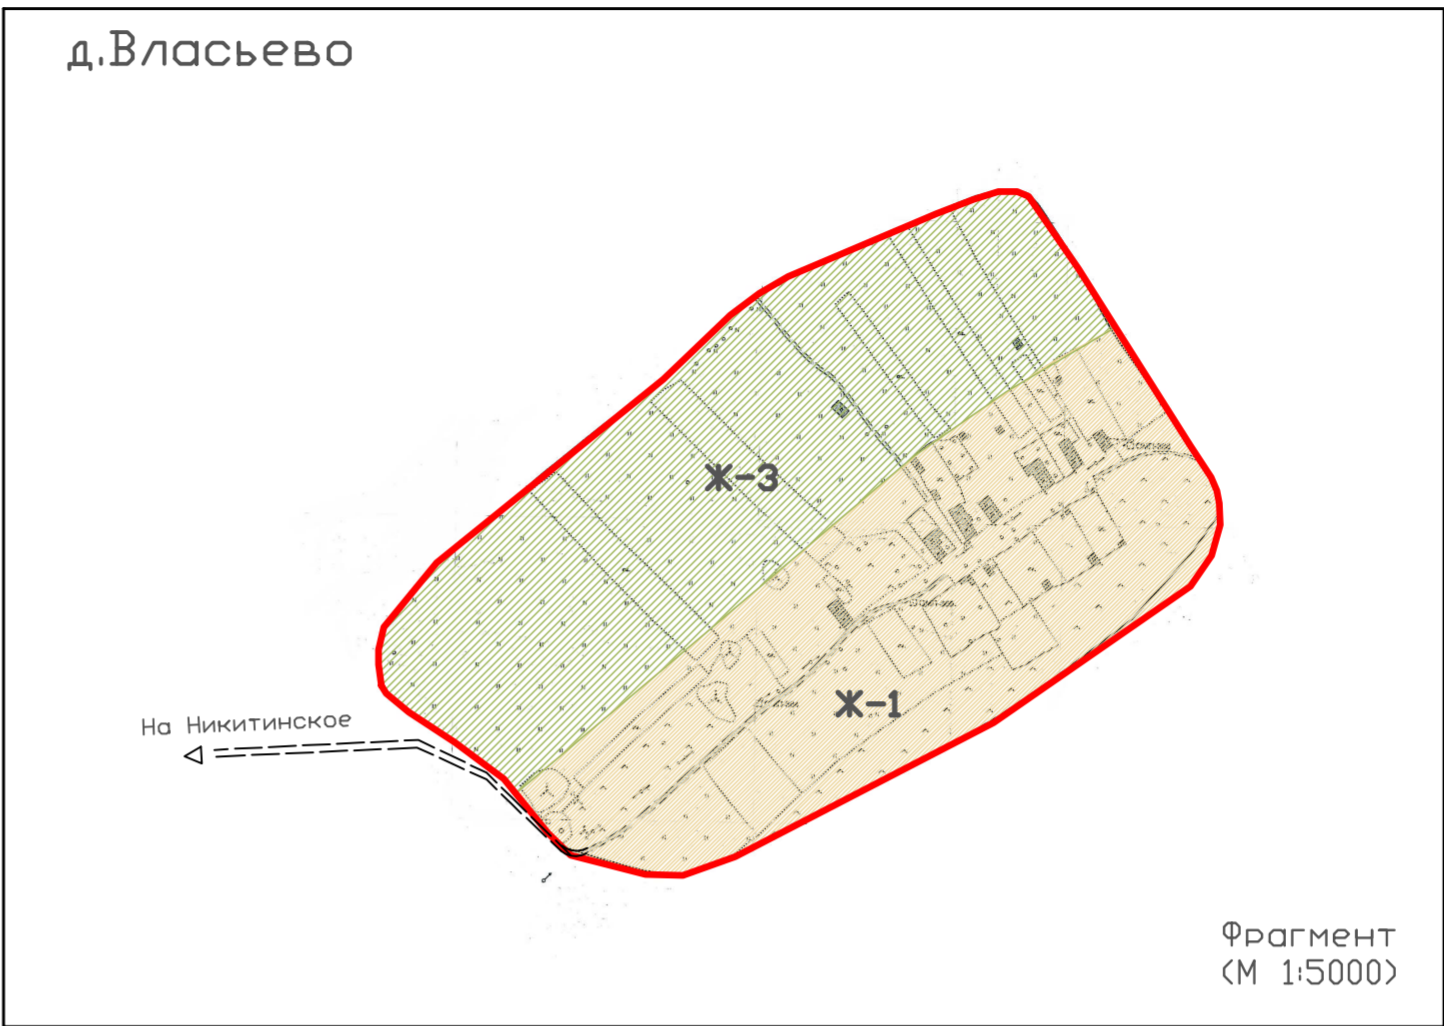 д.Власьево
Ж-3
Ж-1
На Никитинское
Фрагмент
(М 1:5000)